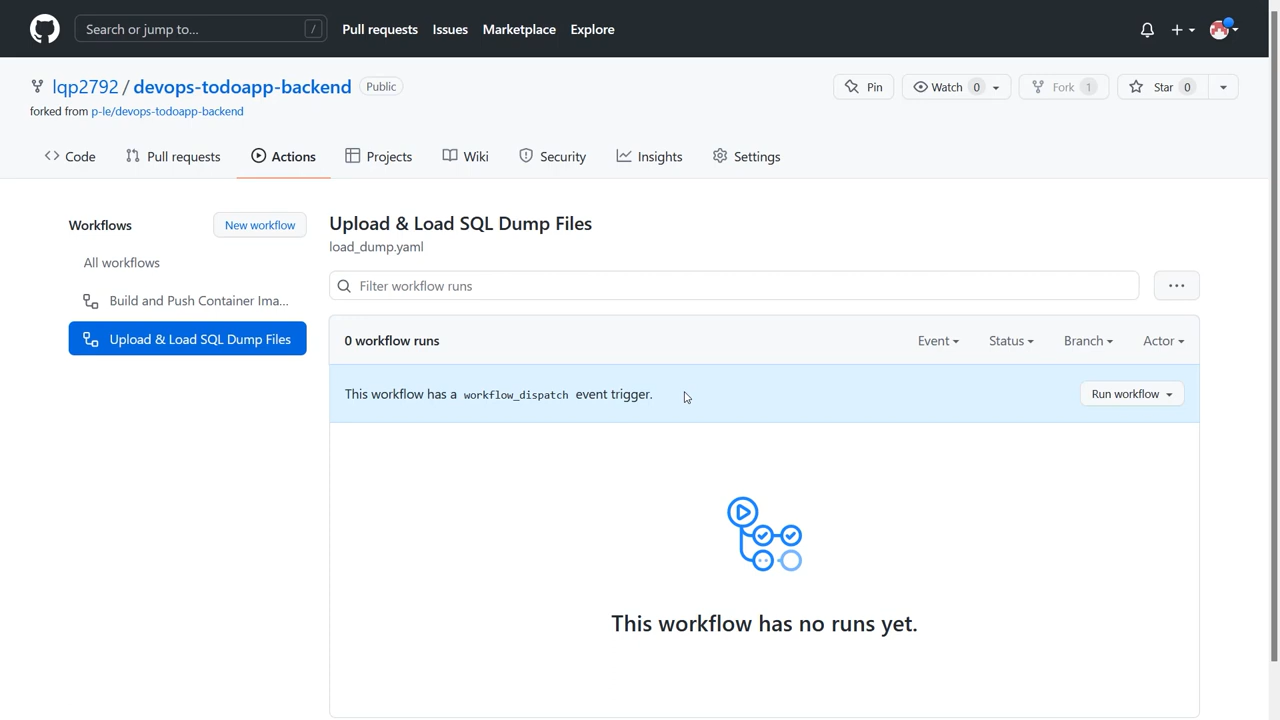 Search or jump to... /
Pull requests Issues Marketplace Explore
lqp2792 / devops-todoapp-backend Public
Pin Watch 0 Fork 1 Star 0
forked from p-le/devops-todoapp-backend
Code Pull requests Actions Projects Wiki Security Insights Settings
Workflows New workflow
All workflows
Build and Push Container Ima...
Upload & Load SQL Dump Files
Upload & Load SQL Dump Files
load_dump.yaml
Filter workflow runs
0 workflow runs Event Status Branch Actor
This workflow has a workflow_dispatch event trigger. Run workflow
This workflow has no runs yet.